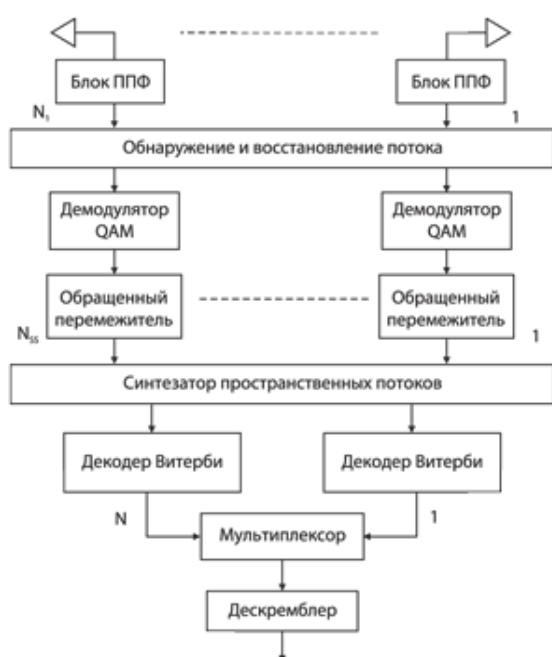 Блок ППФ
Блок ППФ
N₁
1
Обнаружение и восстановление потока
Демодулятор
QAM
Демодулятор
QAM
Обращенный
перемежитель
Обращенный
перемежитель
Nss
1
Синтезатор пространственных потоков
Декодер Витерби
Декодер Витерби
N
1
Мультиплексор
Дескремблер